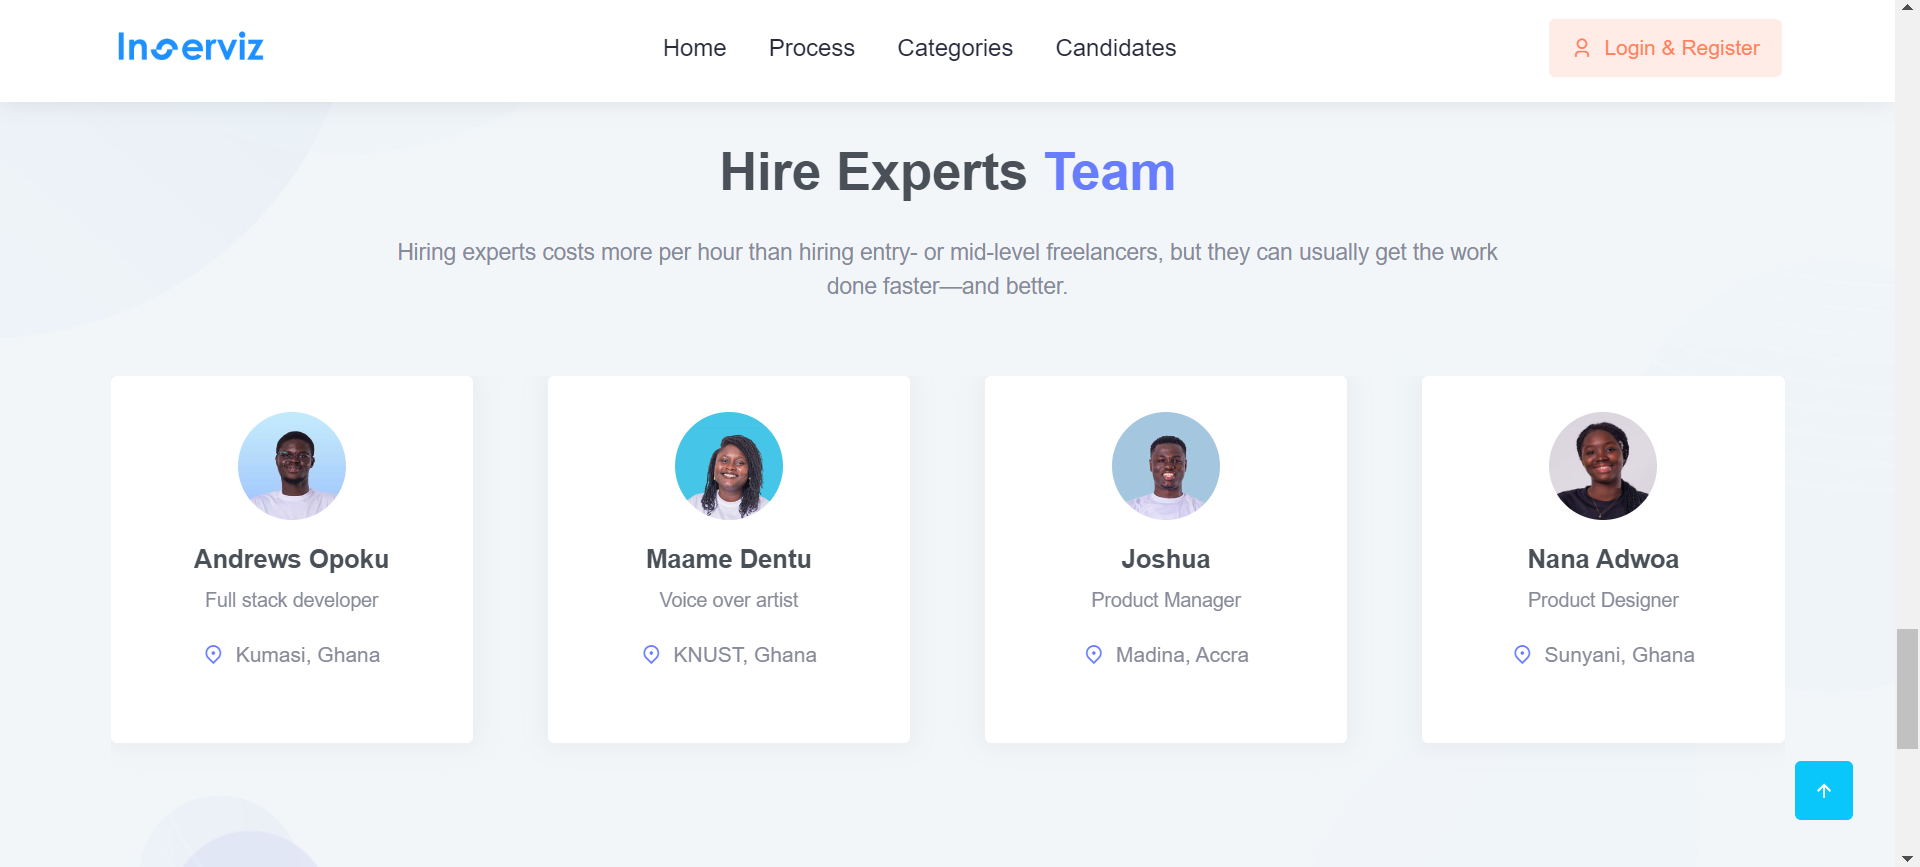 Inserviz
Home Process Categories Candidates
Login & Register
Hire Experts Team
Hiring experts costs more per hour than hiring entry- or mid-level freelancers, but they can usually get the work
done faster—and better.
Andrews Opoku
Full stack developer
Kumasi, Ghana
Maame Dentu
Voice over artist
KNUST, Ghana
Joshua
Product Manager
Madina, Accra
Nana Adwoa
Product Designer
Sunyani, Ghana